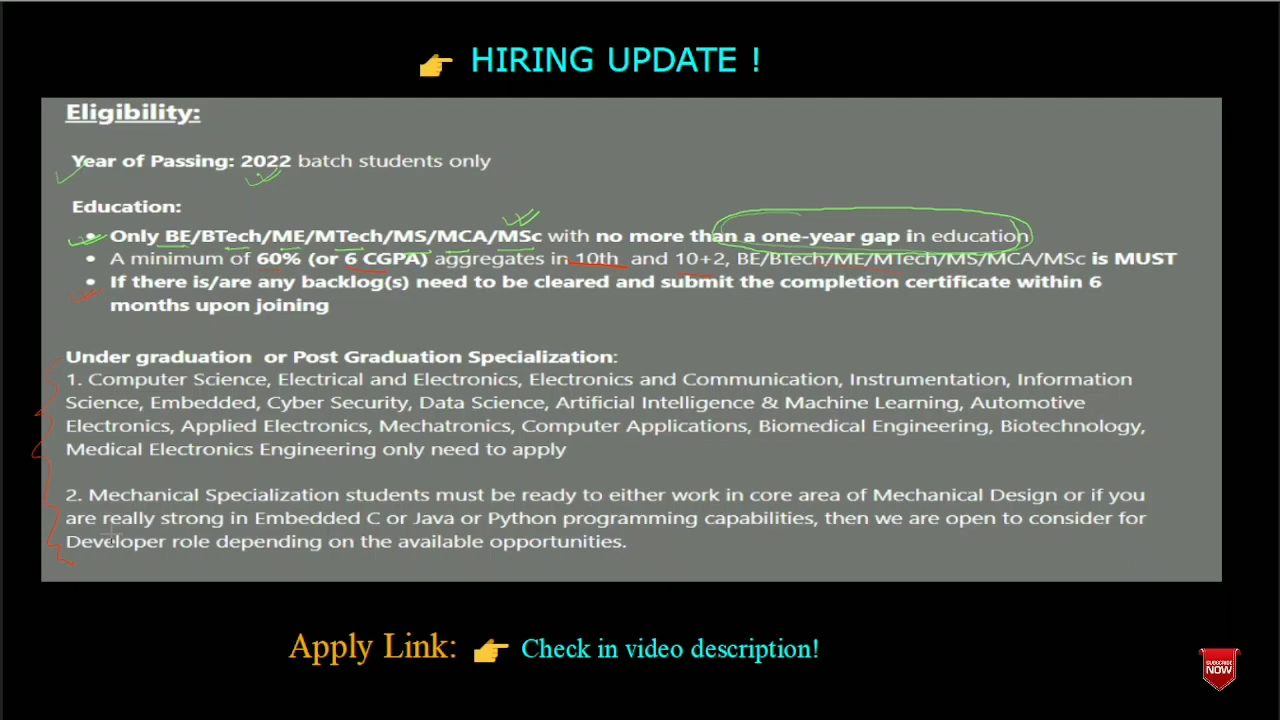 HIRING UPDATE !
Eligibility:
Year of Passing: 2022 batch students only
Education:
• Only BE/BTech/ME/MTech/MS/MCA/MSc with no more than a one-year gap in education
• A minimum of 60% (or 6 CGPA) aggregates in 10th and 10+2, BE/BTech/ME/MTech/MS/MCA/MSc is MUST
• If there is/are any backlog(s) need to be cleared and submit the completion certificate within 6
months upon joining
Under graduation or Post Graduation Specialization:
1. Computer Science, Electrical and Electronics, Electronics and Communication, Instrumentation, Information
Science, Embedded, Cyber Security, Data Science, Artificial Intelligence & Machine Learning, Automotive
Electronics, Applied Electronics, Mechatronics, Computer Applications, Biomedical Engineering, Biotechnology,
Medical Electronics Engineering only need to apply
2. Mechanical Specialization students must be ready to either work in core area of Mechanical Design or if you
are really strong in Embedded C or Java or Python programming capabilities, then we are open to consider for
Developer role depending on the available opportunities.
Apply Link: Check in video description!
SUBSCRIBE
NOW